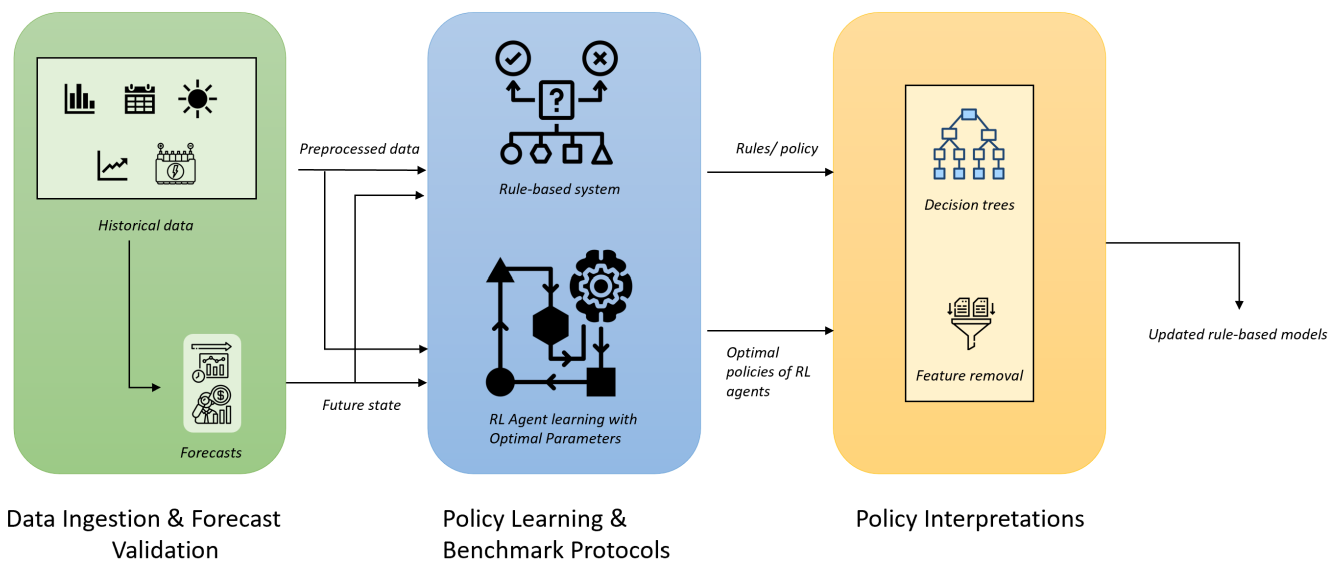 Historical data
Forecasts
Data Ingestion & Forecast
Validation
Preprocessed data
Future state
?
Rule-based system
RL Agent learning with
Optimal Parameters
Policy Learning &
Benchmark Protocols
Rules/ policy
Optimal
policies of RL
agents
Decision trees
Feature removal
Policy Interpretations
Updated rule-based models